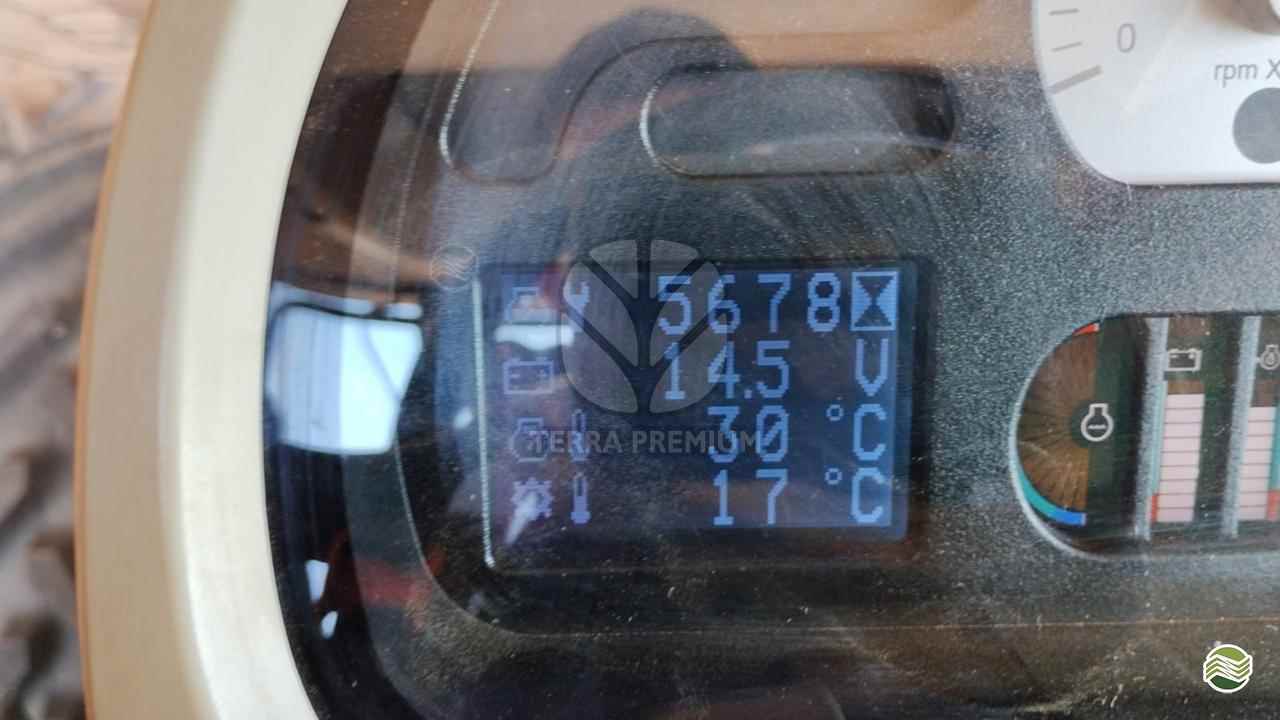 0
rpm X
5678
14.5 V
30 °C
17 °C
TERRA PREMIUM